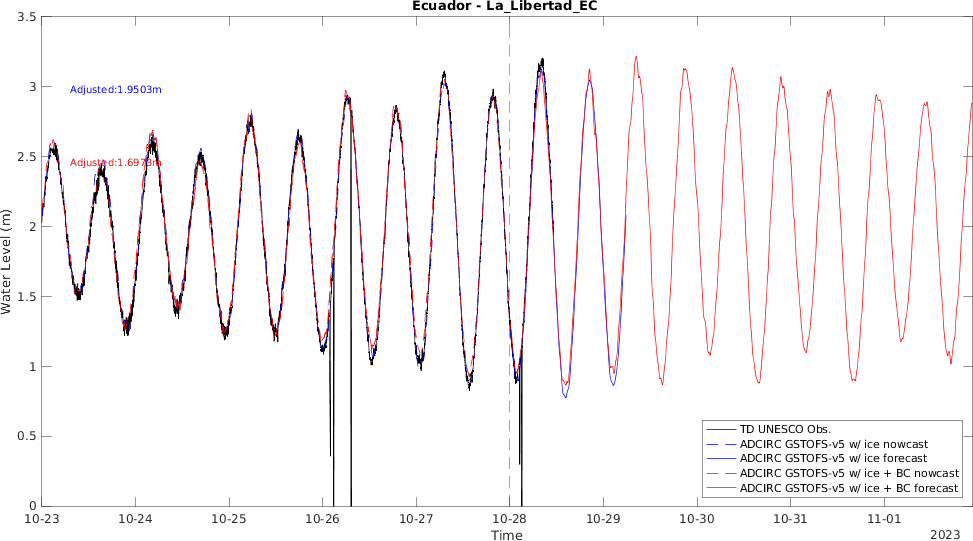 Ecuador - La_Libertad_EC
3.5
3
2.5
2
1.5
1
0.5
0
Water Level (m)
Adjusted:1.9503m
Adjusted:1.6973m
TD UNESCO Obs.
ADCIRC GSTOFS-v5 w/ ice nowcast
ADCIRC GSTOFS-v5 w/ ice forecast
ADCIRC GSTOFS-v5 w/ ice + BC nowcast
ADCIRC GSTOFS-v5 w/ ice + BC forecast
10-23 10-24 10-25 10-26 10-27 10-28 10-29 10-30 10-31 11-01
Time
2023